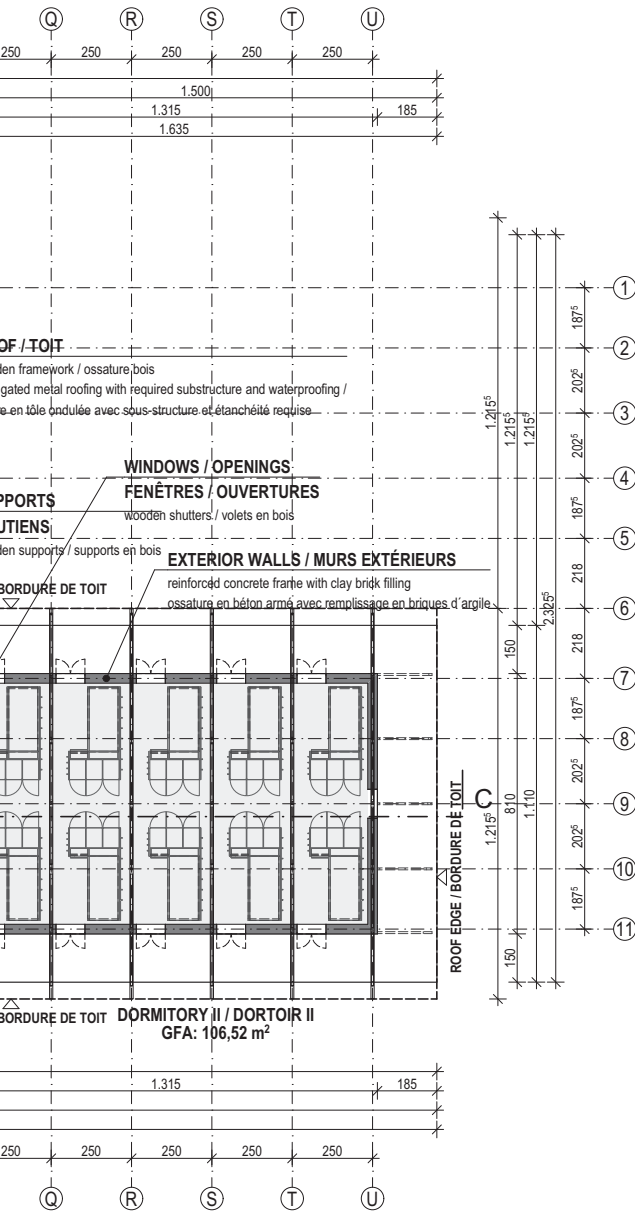 Q R S T U
250 250 250 250 250
1.500
1.315 185
1.635
1
187⁵
2
OF / TOIT
den framework / ossature bois
202⁵
gated metal roofing with required substructure and waterproofing /
re en tôle ondulée avec sous-structure et étanchéité requise
3
1.215⁵ 1.215⁵ 1.215⁵
202⁵
WINDOWS / OPENINGS
4
FENÊTRES / OUVERTURES
PPORTS
187⁵
wooden shutters / volets en bois
UTIENS
5
den supports / supports en bois
EXTERIOR WALLS / MURS EXTÉRIEURS
218
reinforced concrete frame with clay brick filling
BORDURE DE TOIT
ossature en béton armé avec remplissage en briques d´argile
2.325⁵
6
150 218
7
187⁵
8
202⁵
C
9
1.215⁵ 810 1.110
202⁵
10
ROOF EDGE / BORDURE DE TOIT
187⁵
11
150
BORDURE DE TOIT
DORMITORY II / DORTOIR II
GFA: 106,52 m²
1.315 185
250 250 250 250 250
Q R S T U